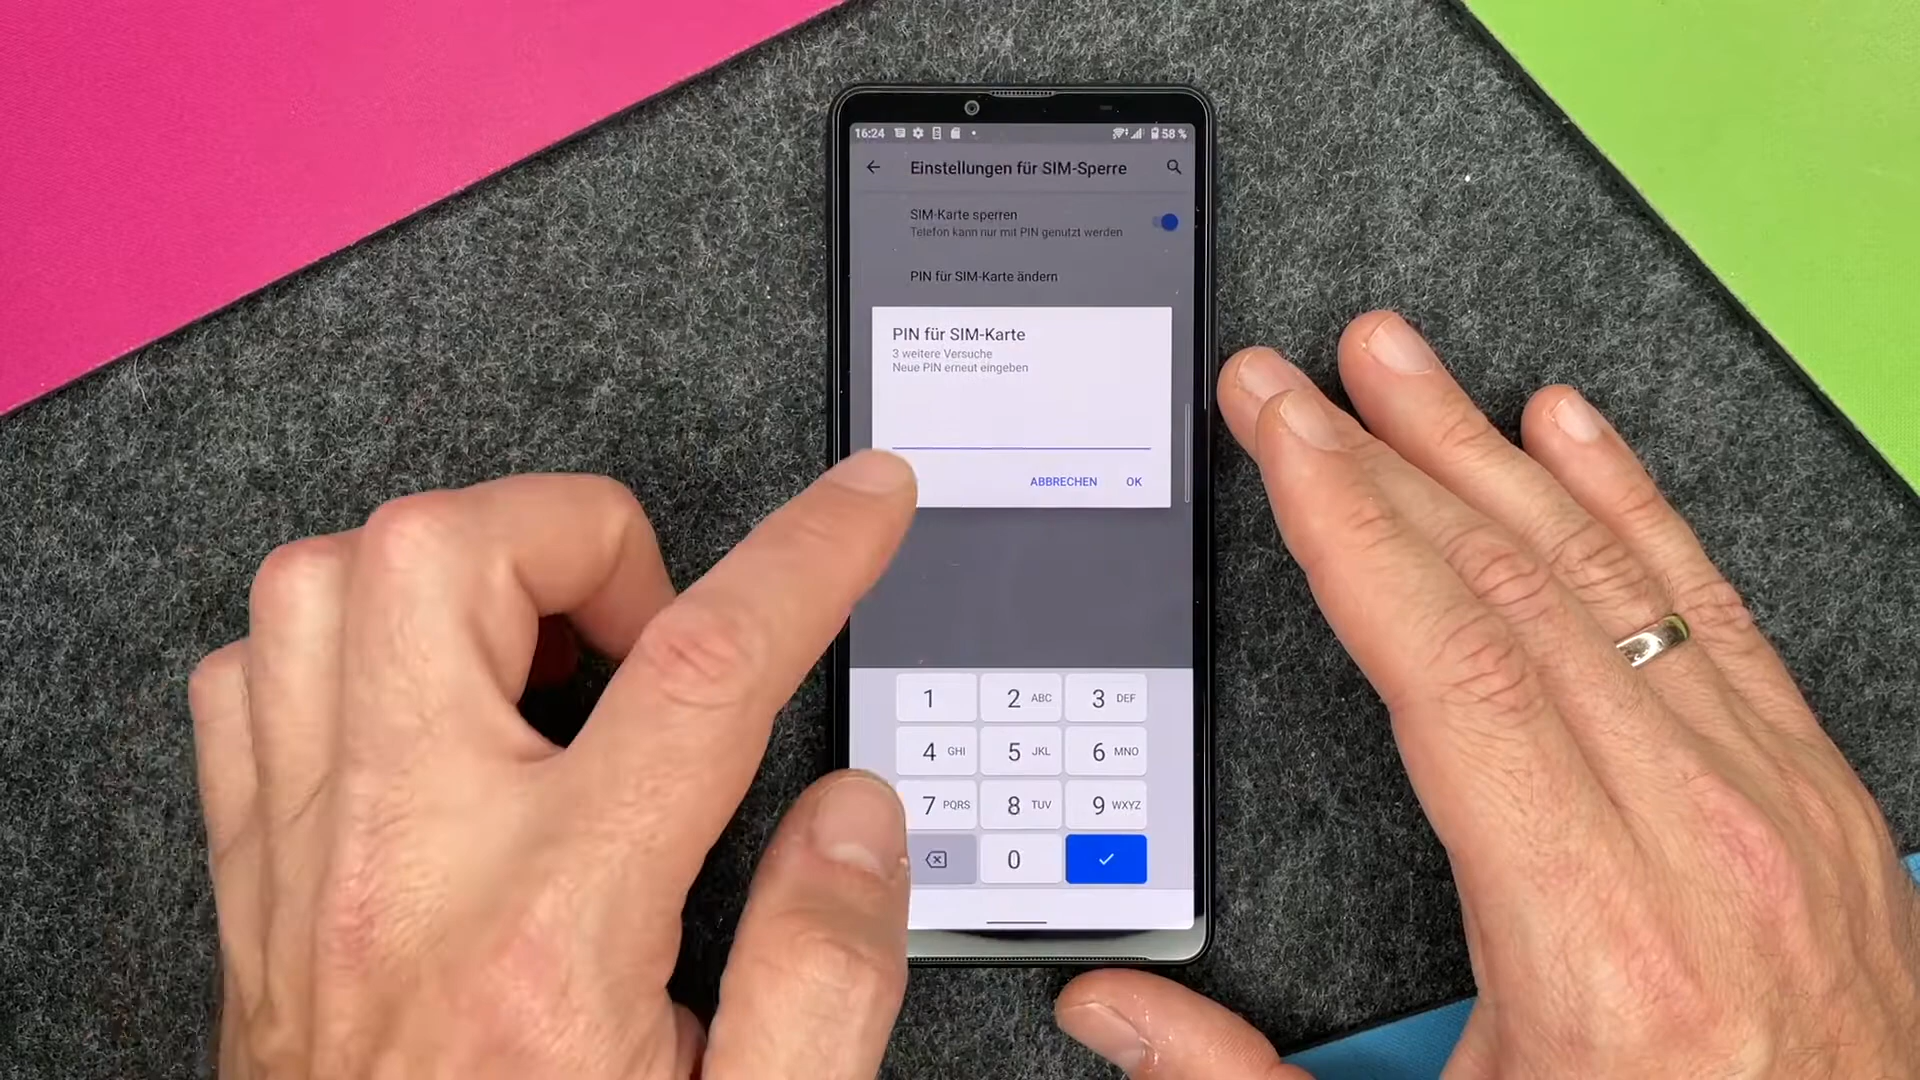 16:24 58 %
Einstellungen für SIM-Sperre
SIM-Karte sperren
Telefon kann nur mit PIN genutzt werden
PIN für SIM-Karte ändern
PIN für SIM-Karte
3 weitere Versuche
Neue PIN erneut eingeben
ABBRECHEN OK
1 2 ABC 3 DEF
4 GHI 5 JKL 6 MNO
7 PQRS 8 TUV 9 WXYZ
0